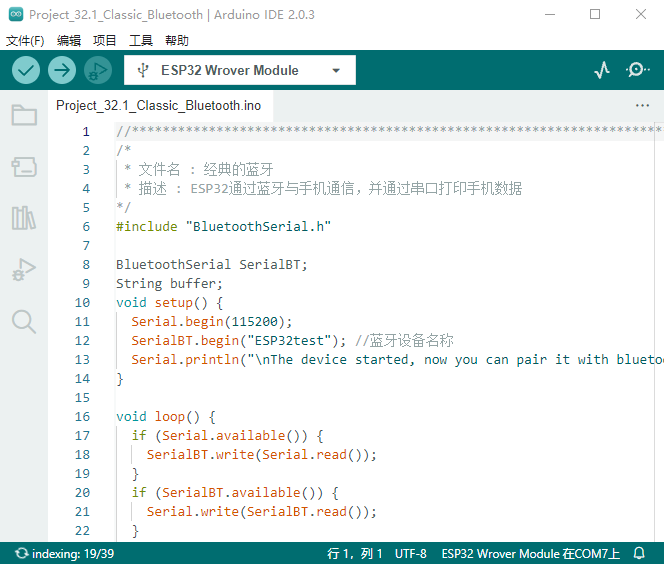 Project_32.1_Classic_Bluetooth | Arduino IDE 2.0.3
文件(F) 编辑 项目 工具 帮助
ESP32 Wrover Module
Project_32.1_Classic_Bluetooth.ino
1 //**********************************************************************
2 /*
3 * 文件名 : 经典的蓝牙
4 * 描述 : ESP32通过蓝牙与手机通信，并通过串口打印手机数据
5 */
6 #include "BluetoothSerial.h"
7
8 BluetoothSerial SerialBT;
9 String buffer;
10 void setup() {
11 Serial.begin(115200);
12 SerialBT.begin("ESP32test"); //蓝牙设备名称
13 Serial.println("\nThe device started, now you can pair it with blueto
14 }
15
16 void loop() {
17 if (Serial.available()) {
18 SerialBT.write(Serial.read());
19 }
20 if (SerialBT.available()) {
21 Serial.write(SerialBT.read());
22 }
indexing: 19/39 行 1，列 1 UTF-8 ESP32 Wrover Module 在COM7上